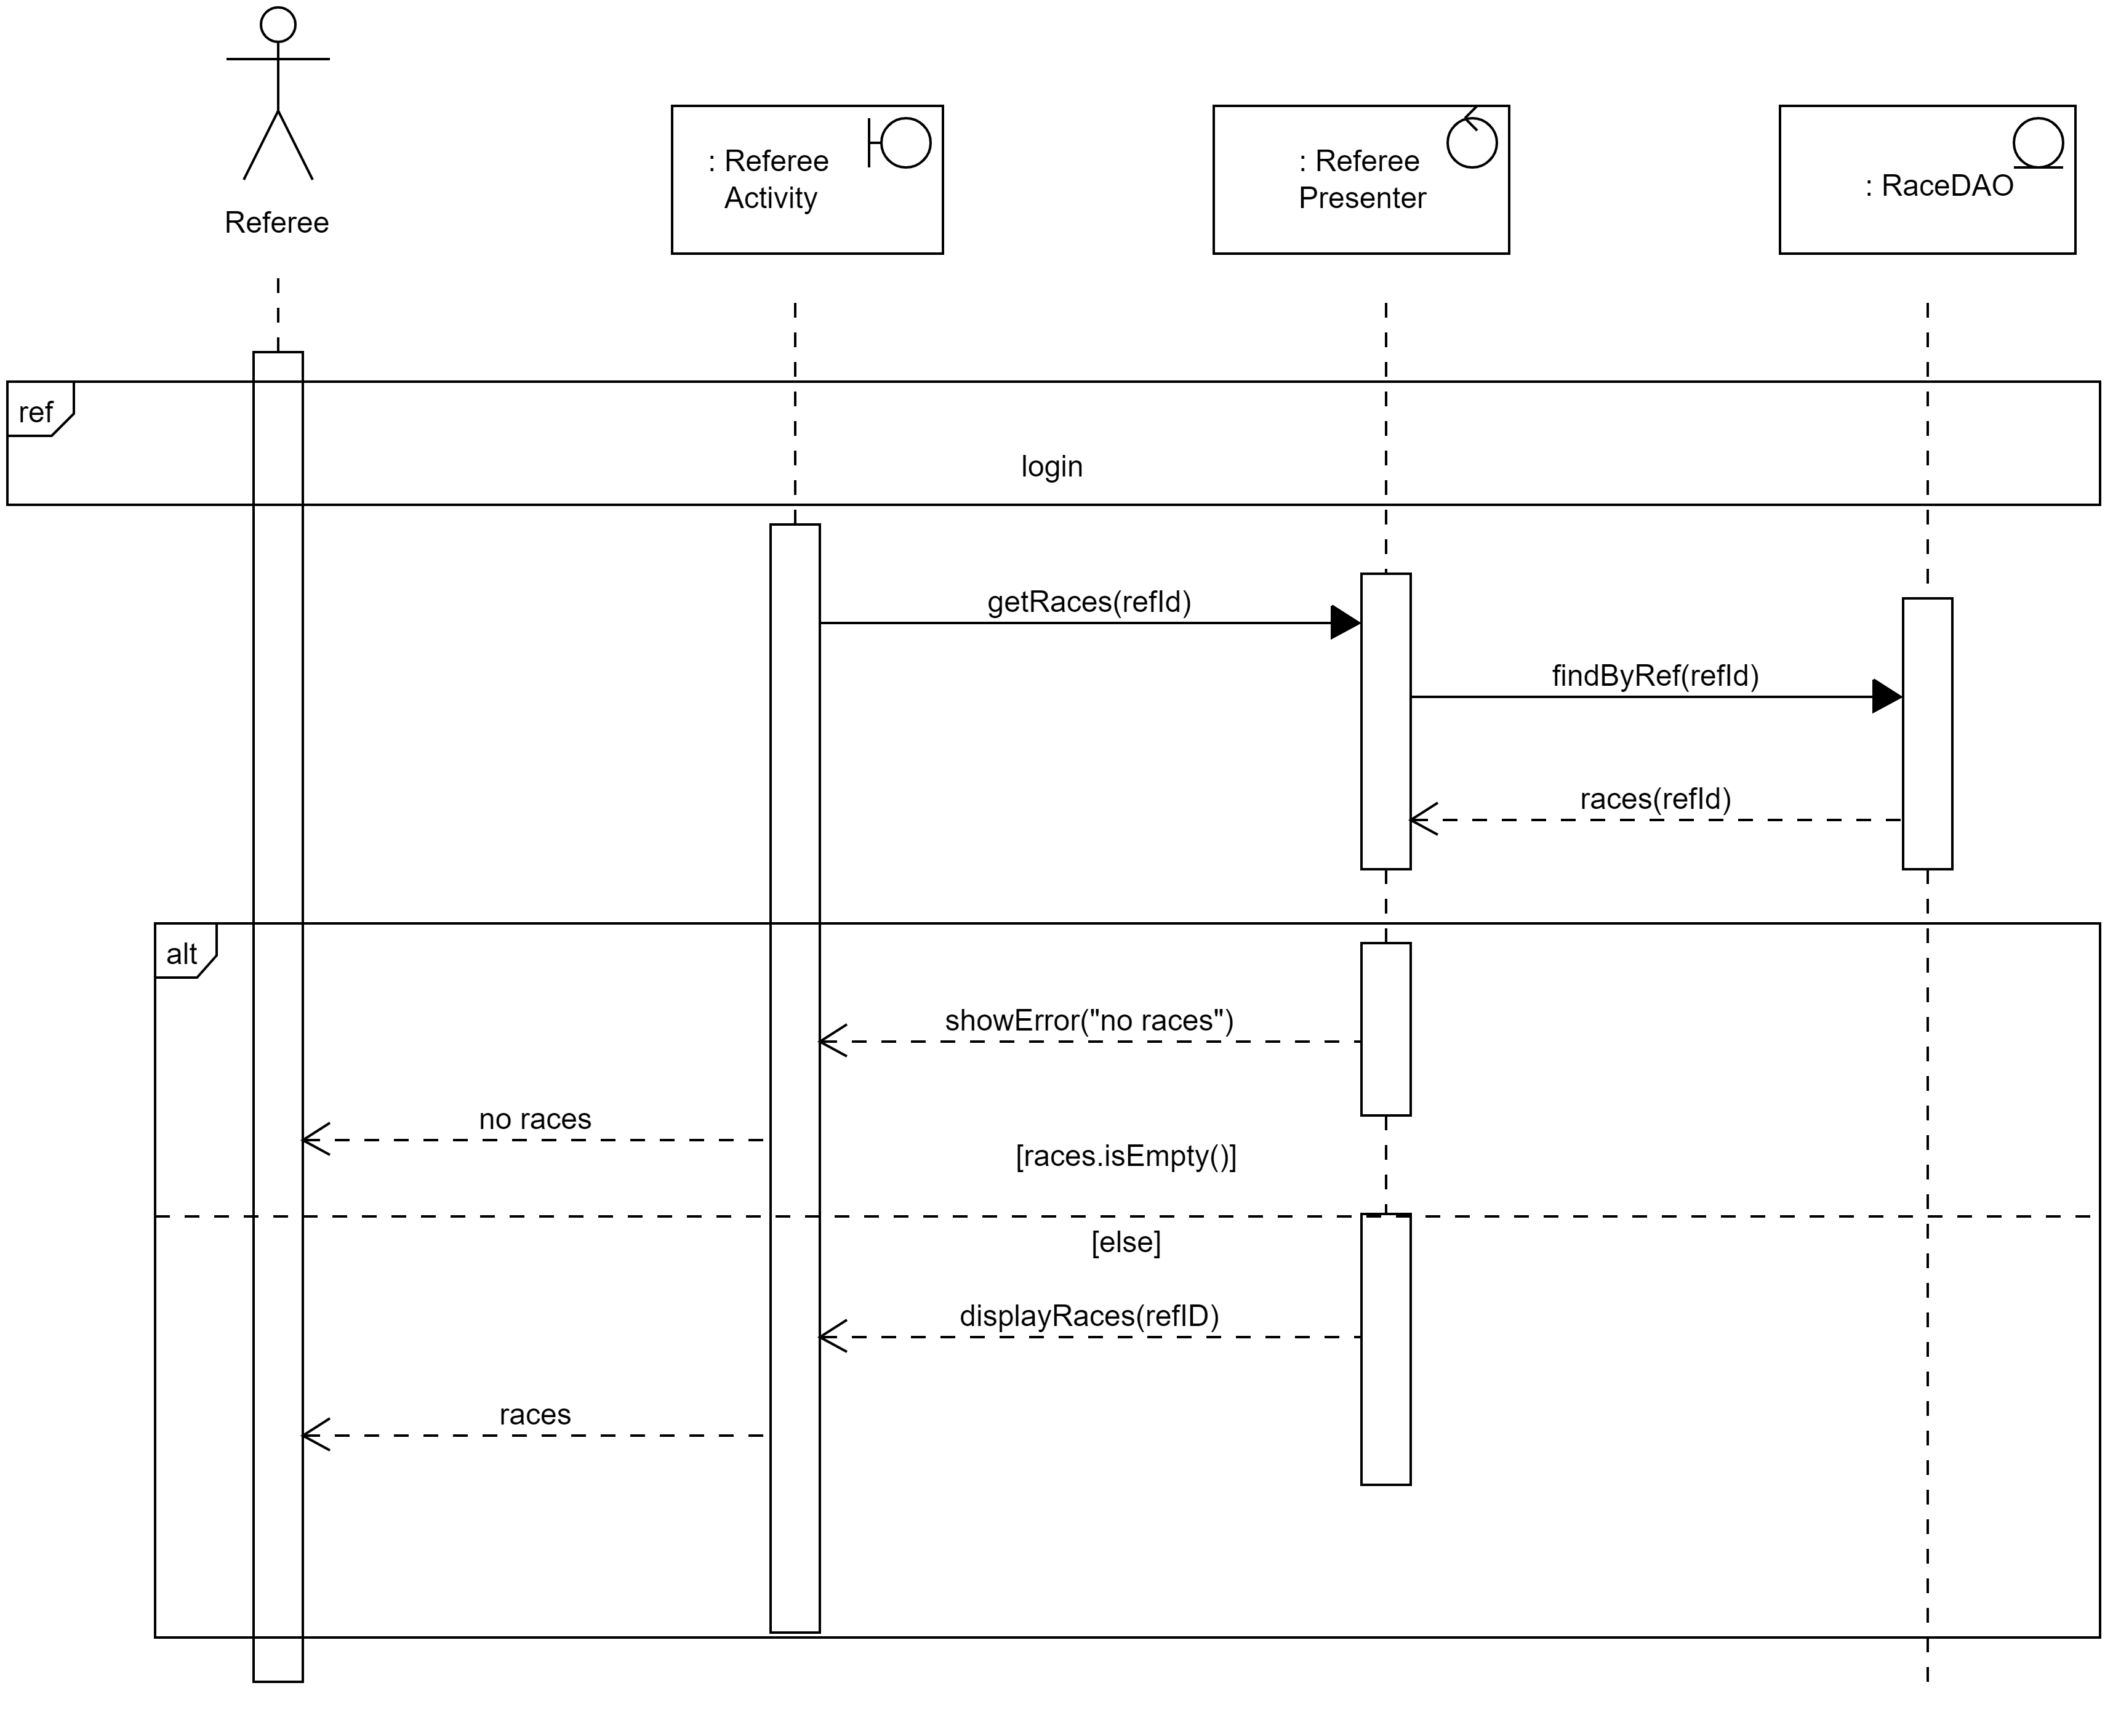 Referee
: Referee
Activity
: Referee
Presenter
: RaceDAO
ref
login
getRaces(refId)
findByRef(refId)
races(refId)
alt
showError("no races")
no races
[races.isEmpty()]
[else]
displayRaces(refID)
races